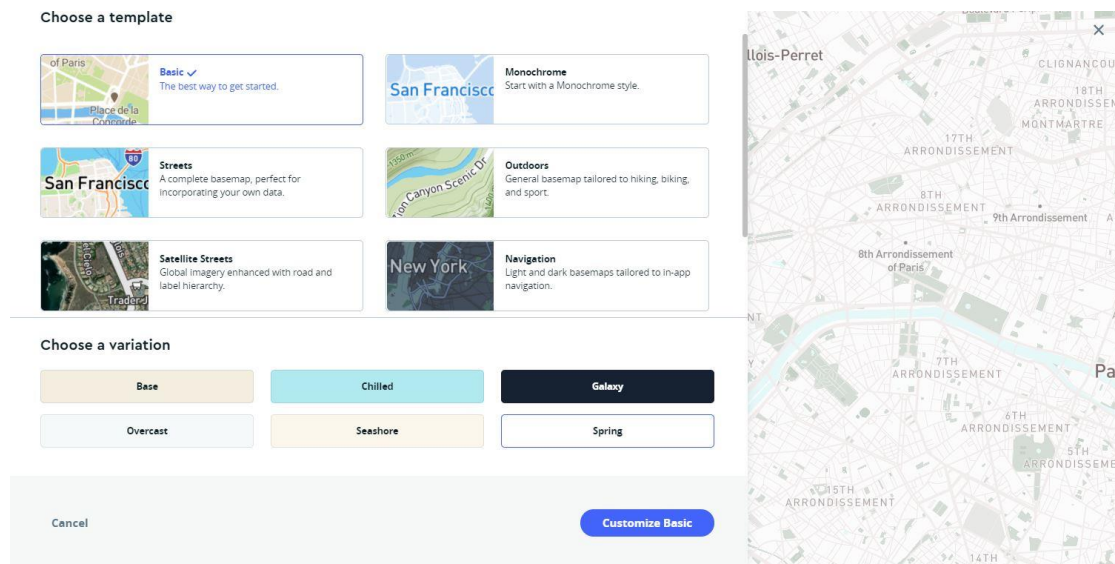 Choose a template
of Paris
Place de la
Concorde
Basic ✓
The best way to get started.
San Francisc
Monochrome
Start with a Monochrome style.
80
San Francisco
Streets
A complete basemap, perfect for
incorporating your own data.
1350 m
Canyon Scenic Dr
Outdoors
General basemap tailored to hiking, biking,
and sport.
el Cielo
Trader J
Satellite Streets
Global imagery enhanced with road and
label hierarchy.
New York
Navigation
Light and dark basemaps tailored to in-app
navigation.
Choose a variation
Base
Chilled
Galaxy
Overcast
Seashore
Spring
Cancel
Customize Basic
llois-Perret
CLIGNANCOU
18TH
ARRONDISSEM
MONTMARTRE
17TH
ARRONDISSEMENT
8TH
ARRONDISSEMENT
9th Arrondissement
A
8th Arrondissement
of Paris
NT
7TH
ARRONDISSEMENT
Pa
6TH
ARRONDISSEMENT
5TH
ARRONDISSEME
15TH
ARRONDISSEMENT
14TH